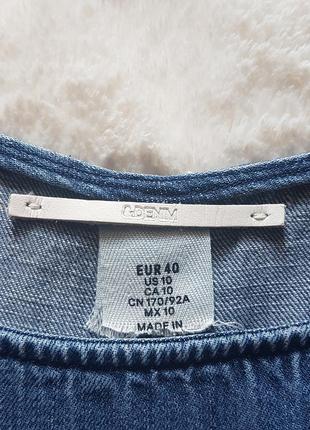 &DENIM
EUR 40
US 10
CA 10
CN 170/92A
MX 10
MADE IN